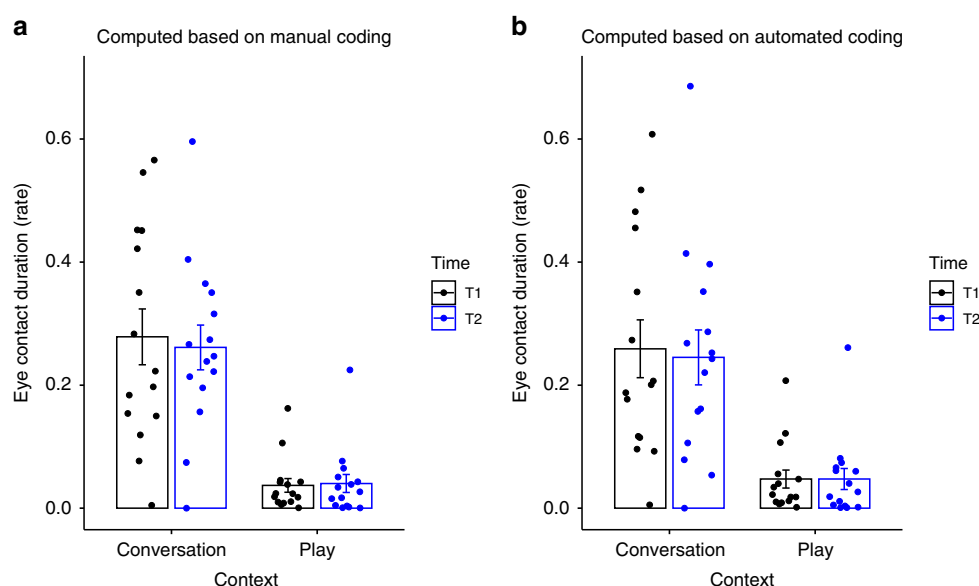 a
Computed based on manual coding
Eye contact duration (rate)
0.6
0.4
0.2
0.0
Conversation
Play
Context
Time
T1
T2
b
Computed based on automated coding
Eye contact duration (rate)
0.6
0.4
0.2
0.0
Conversation
Play
Context
Time
T1
T2